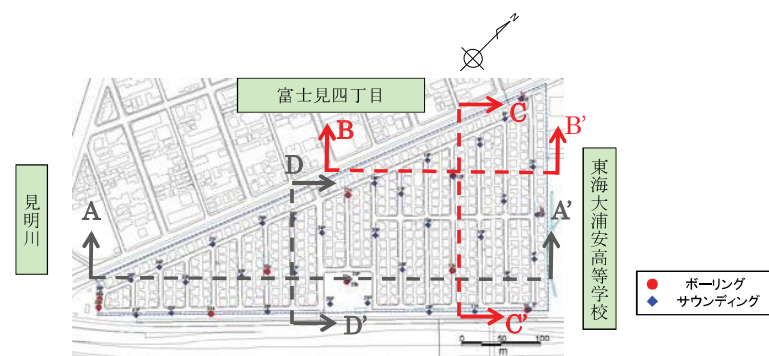 N
富士見四丁目
C
B
B'
D
見明川
東海大浦安高等学校
A
A'
ボーリング
サウンディング
D'
C'
0 50 100
m